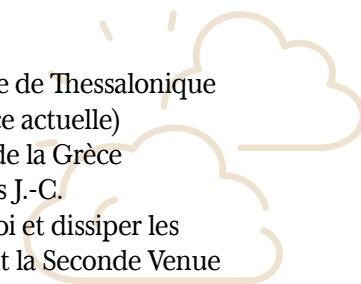 e de Thessalonique
ce actuelle)
de la Grèce
s J.-C.
oi et dissiper les
t la Seconde Venue